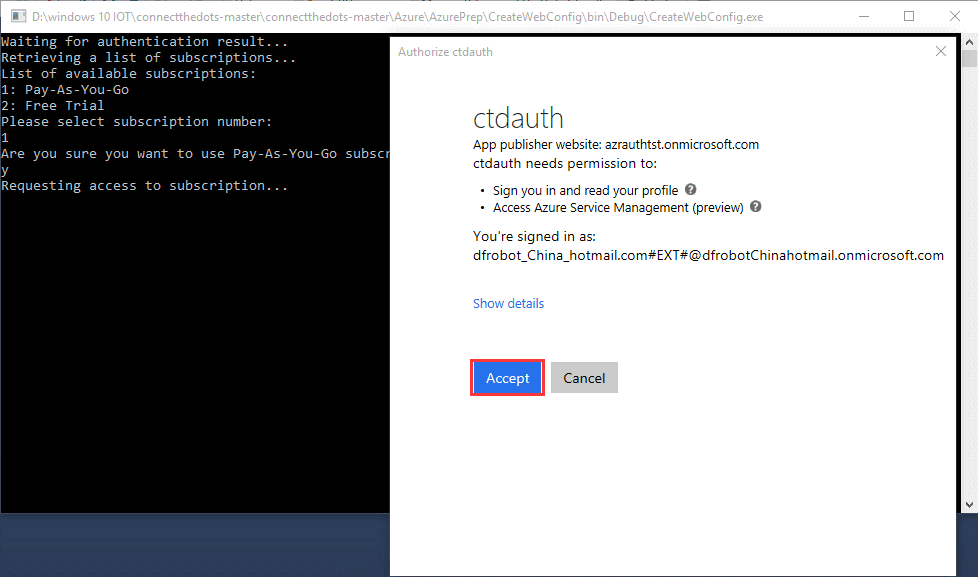 D:\windows 10 IOT\connectthedots-master\connectthedots-master\Azure\AzurePrep\CreateWebConfig\bin\Debug\CreateWebConfig.exe
Waiting for authentication result...
Retrieving a list of subscriptions...
List of available subscriptions:
1: Pay-As-You-Go
2: Free Trial
Please select subscription number:
1
Are you sure you want to use Pay-As-You-Go subscr
y
Requesting access to subscription...
Authorize ctdauth
ctdauth
App publisher website: azrauthtst.onmicrosoft.com
ctdauth needs permission to:
• Sign you in and read your profile ?
• Access Azure Service Management (preview) ?
You're signed in as:
dfrobot_China_hotmail.com#EXT#@dfrobotChinahotmail.onmicrosoft.com
Show details
Accept Cancel